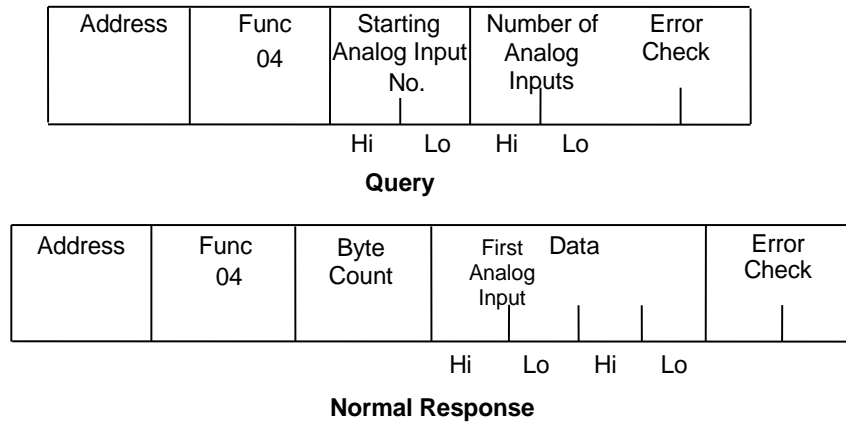 Address
Func
04
Starting
Analog Input
No.
Number of
Analog
Inputs
Error
Check
Hi Lo Hi Lo
Query
Address
Func
04
Byte
Count
First
Analog
Input
Data
Error
Check
Hi Lo Hi Lo
Normal Response